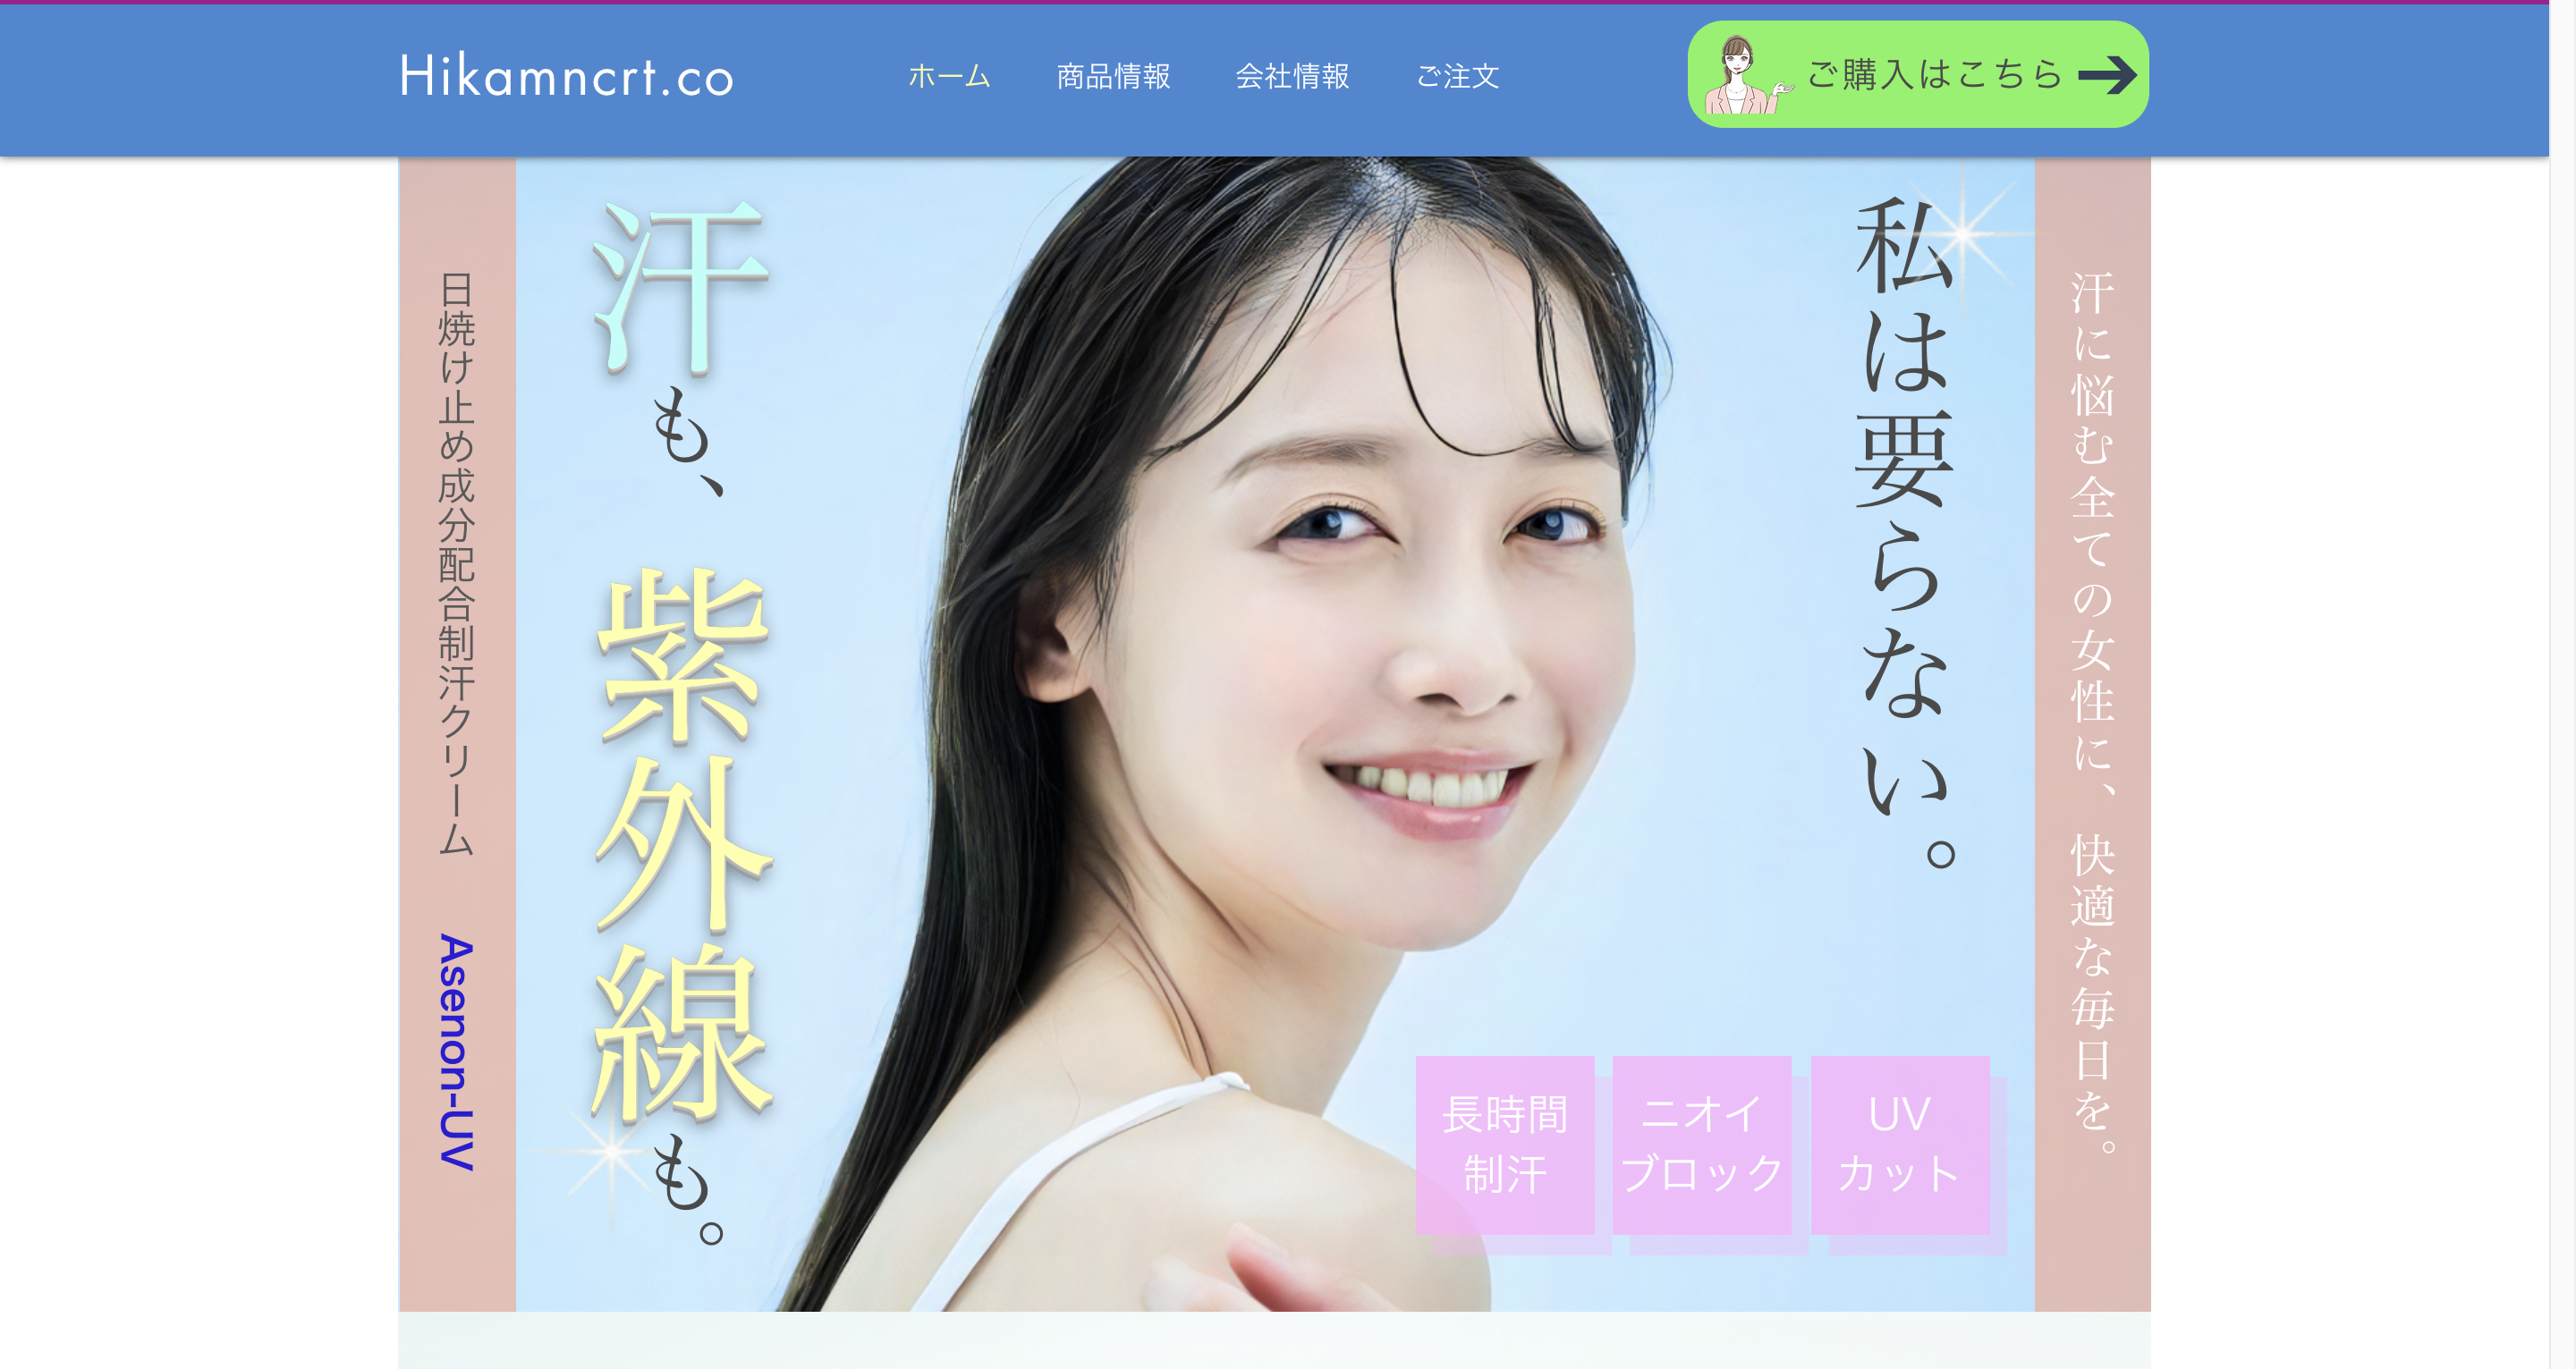 Hikamncrt.co
ホーム
商品情報
会社情報
ご注文
ご購入はこちら
汗に悩む全ての女性に、快適な毎日を。
私は要らない。
汗も、紫外線も。
日焼け止め成分配合制汗クリーム Asenon-UV
長時間
制汗
ニオイ
ブロック
UV
カット